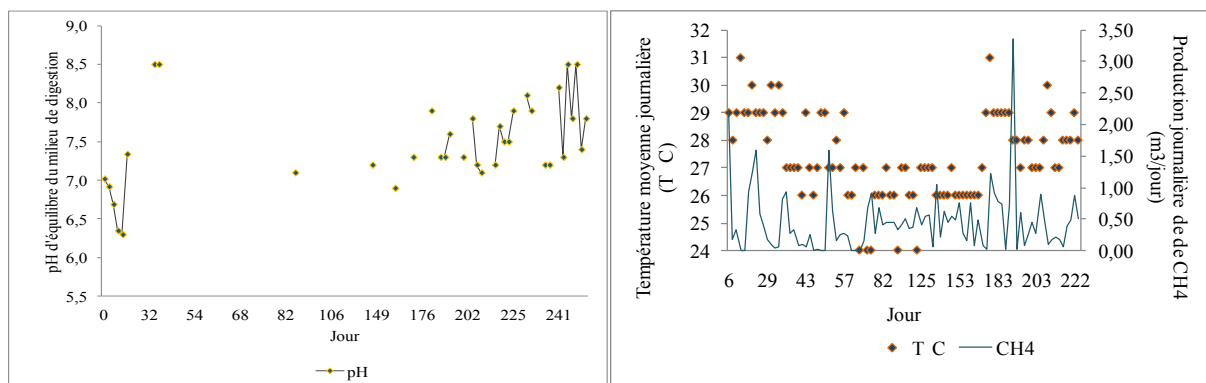 9,0
8,5
8,0
7,5
7,0
6,5
6,0
5,5
pH d'équilibre du milieu de digestion
0 32 54 68 82 106 149 176 202 225 241
Jour
pH
32
31
30
29
28
27
26
25
24
Température moyenne journalière
(T C)
3,50
3,00
2,50
2,00
1,50
1,00
0,50
0,00
Production journalière de de CH4
(m3/jour)
6 29 43 57 82 125 153 183 203 222
Jour
T C CH4